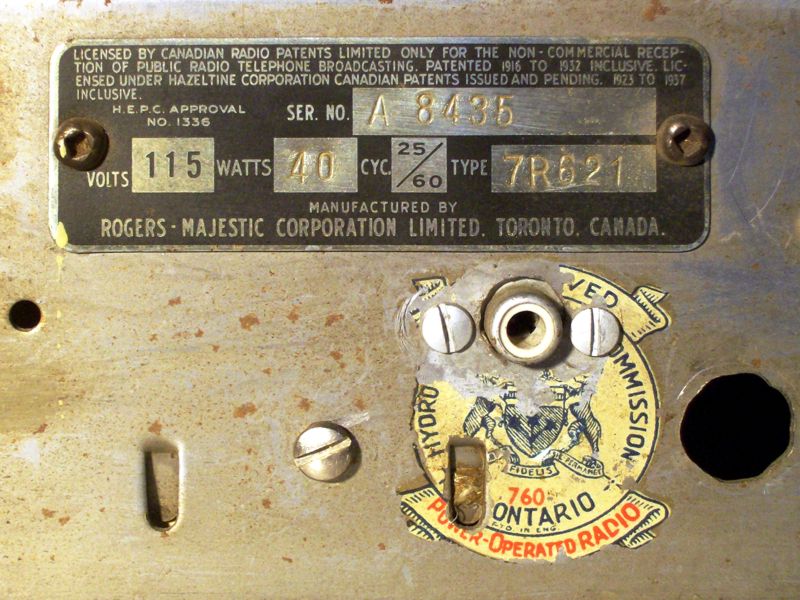 LICENSED BY CANADIAN RADIO PATENTS LIMITED ONLY FOR THE NON-COMMERCIAL RECEP-
TION OF PUBLIC RADIO TELEPHONE BROADCASTING. PATENTED 1916 TO 1932 INCLUSIVE. LIC-
ENSED UNDER HAZELTINE CORPORATION CANADIAN PATENTS ISSUED AND PENDING. 1923 TO 1937
INCLUSIVE.
H.E.P.C. APPROVAL
NO. 1336
SER. NO. A 8435
VOLTS 115 WATTS 40 CYC. 25/60 TYPE 7R621
MANUFACTURED BY
ROGERS-MAJESTIC CORPORATION LIMITED. TORONTO. CANADA.
HYDRO
FIDELIS
760
ONTARIO
POWER-OPERATED RADIO